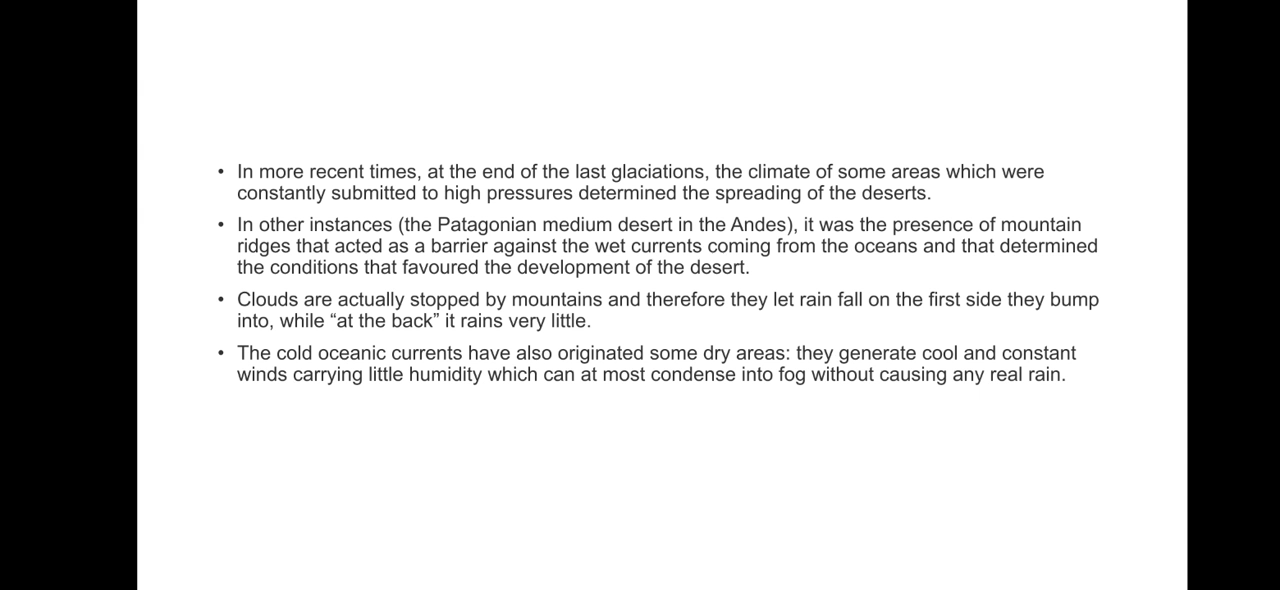 • In more recent times, at the end of the last glaciations, the climate of some areas which were
constantly submitted to high pressures determined the spreading of the deserts.
• In other instances (the Patagonian medium desert in the Andes), it was the presence of mountain
ridges that acted as a barrier against the wet currents coming from the oceans and that determined
the conditions that favoured the development of the desert.
• Clouds are actually stopped by mountains and therefore they let rain fall on the first side they bump
into, while “at the back” it rains very little.
• The cold oceanic currents have also originated some dry areas: they generate cool and constant
winds carrying little humidity which can at most condense into fog without causing any real rain.